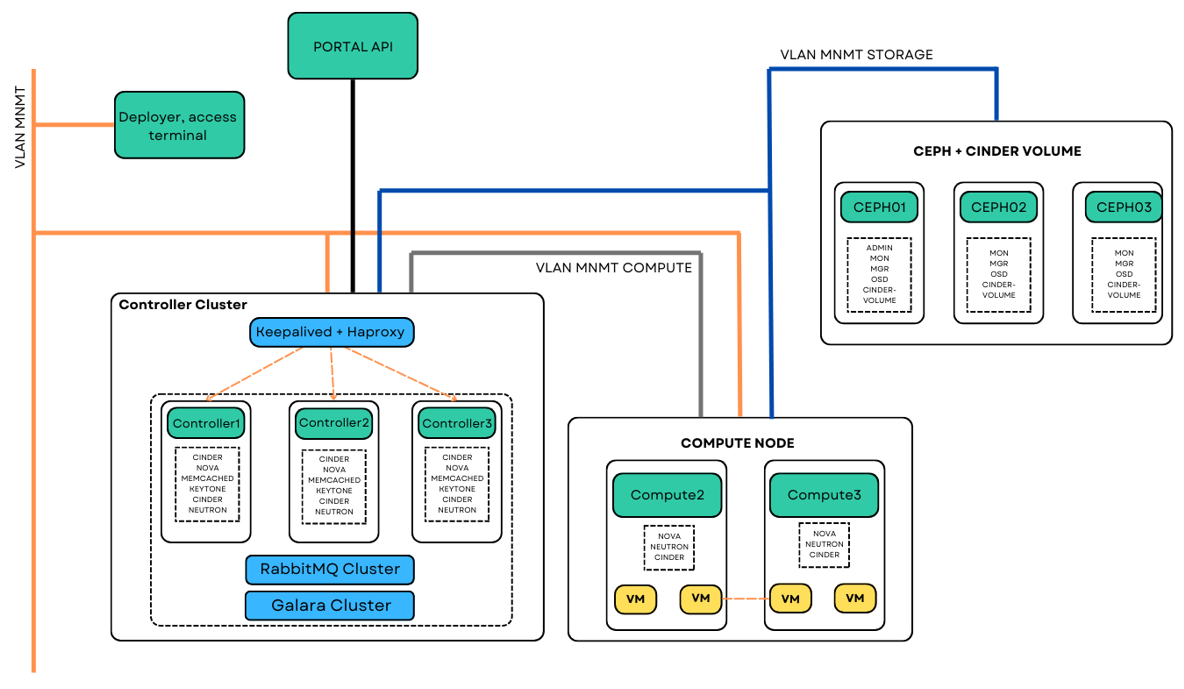 PORTAL API
VLAN MNMT STORAGE
VLAN MNMT
Deployer, access
terminal
CEPH + CINDER VOLUME
CEPH01
CEPH02
CEPH03
ADMIN
MON
MGR
OSD
CINDER-
VOLUME
MON
MGR
OSD
CINDER-
VOLUME
MON
MGR
OSD
CINDER-
VOLUME
VLAN MNMT COMPUTE
Controller Cluster
Keepalived + Haproxy
Controller1
Controller2
Controller3
CINDER
NOVA
MEMCACHED
KEYTONE
CINDER
NEUTRON
CINDER
NOVA
MEMCACHED
KEYTONE
CINDER
NEUTRON
CINDER
NOVA
MEMCACHED
KEYTONE
CINDER
NEUTRON
RabbitMQ Cluster
Galara Cluster
COMPUTE NODE
Compute2
Compute3
NOVA
NEUTRON
CINDER
NOVA
NEUTRON
CINDER
VM
VM
VM
VM